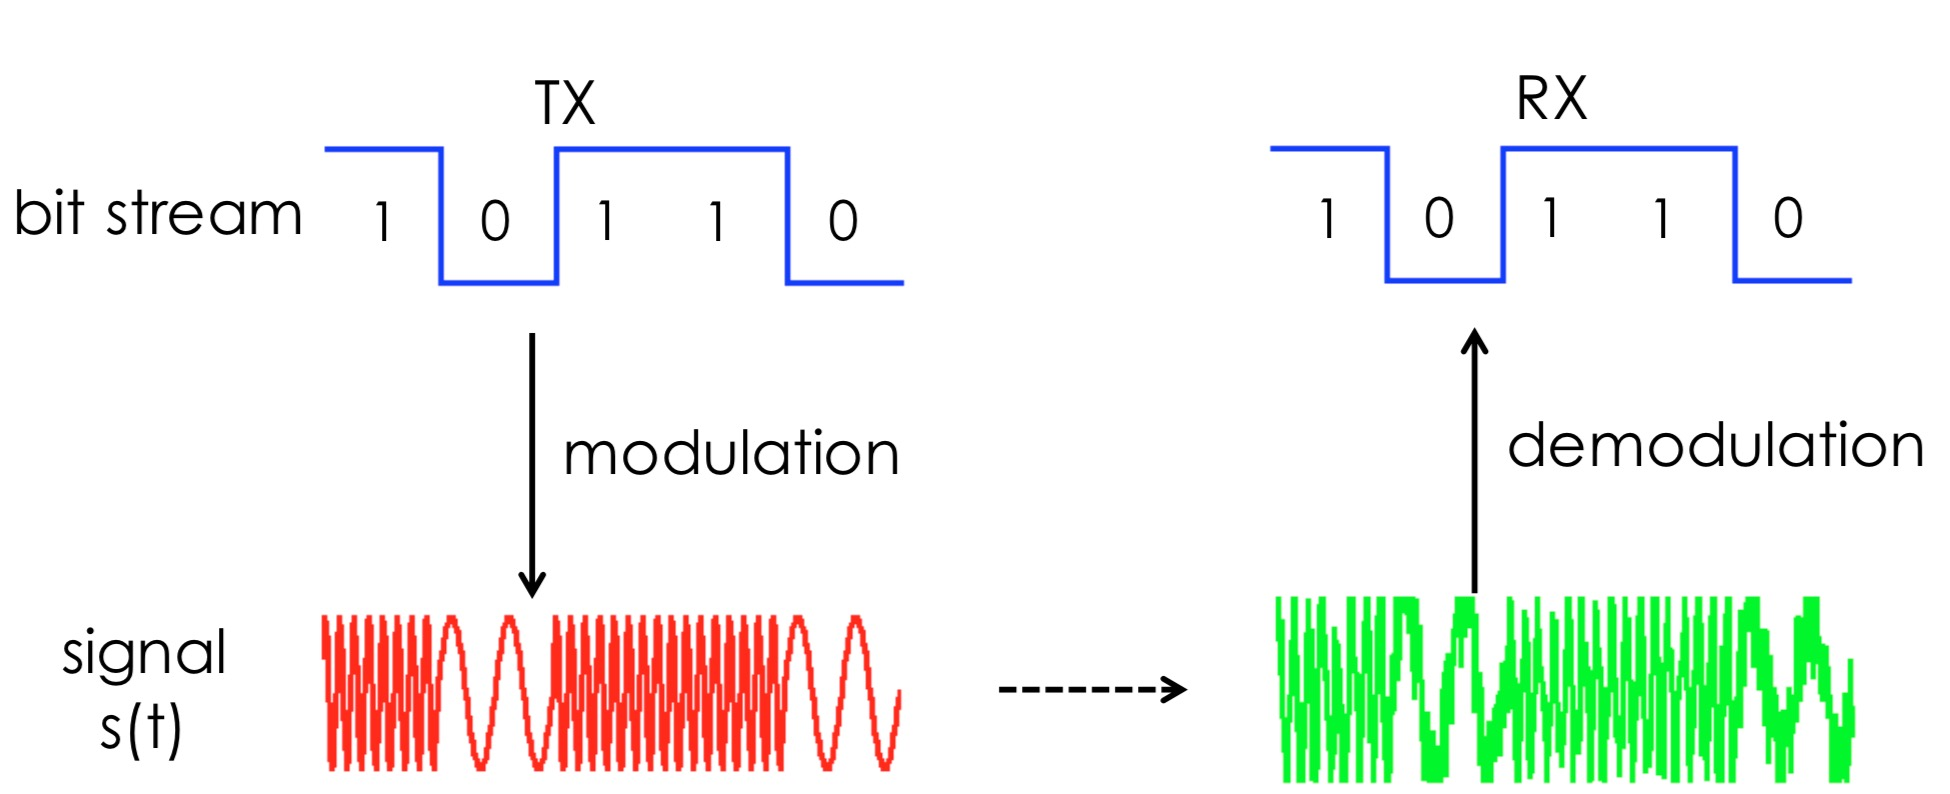 TX
RX
bit stream
1 0 1 1 0
1 0 1 1 0
modulation
demodulation
signal
s(t)